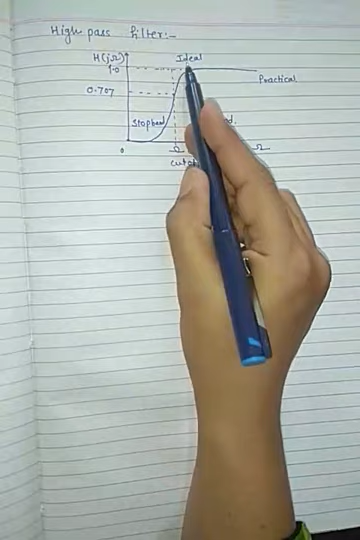 High pass filter:-
H(jΩ)
Ideal
1.0
Practical
0.707
Stopband
0
Ω
Ω